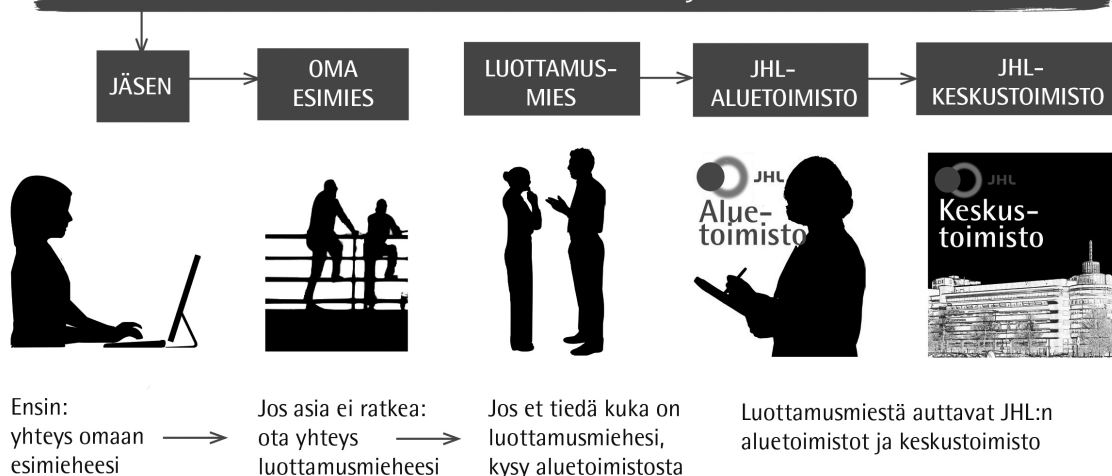 JÄSEN
OMA
ESIMIES
LUOTTAMUS-
MIES
JHL-
ALUETOIMISTO
JHL-
KESKUSTOIMISTO
JHL
Alue-
toimisto
JHL
Keskus-
toimisto
Ensin:
yhteys omaan
esimieheesi
Jos asia ei ratkea:
ota yhteys
luottamusmieheesi
Jos et tiedä kuka on
luottamusmiehesi,
kysy aluetoimistosta
Luottamusmiestä auttavat JHL:n
aluetoimistot ja keskustoimisto